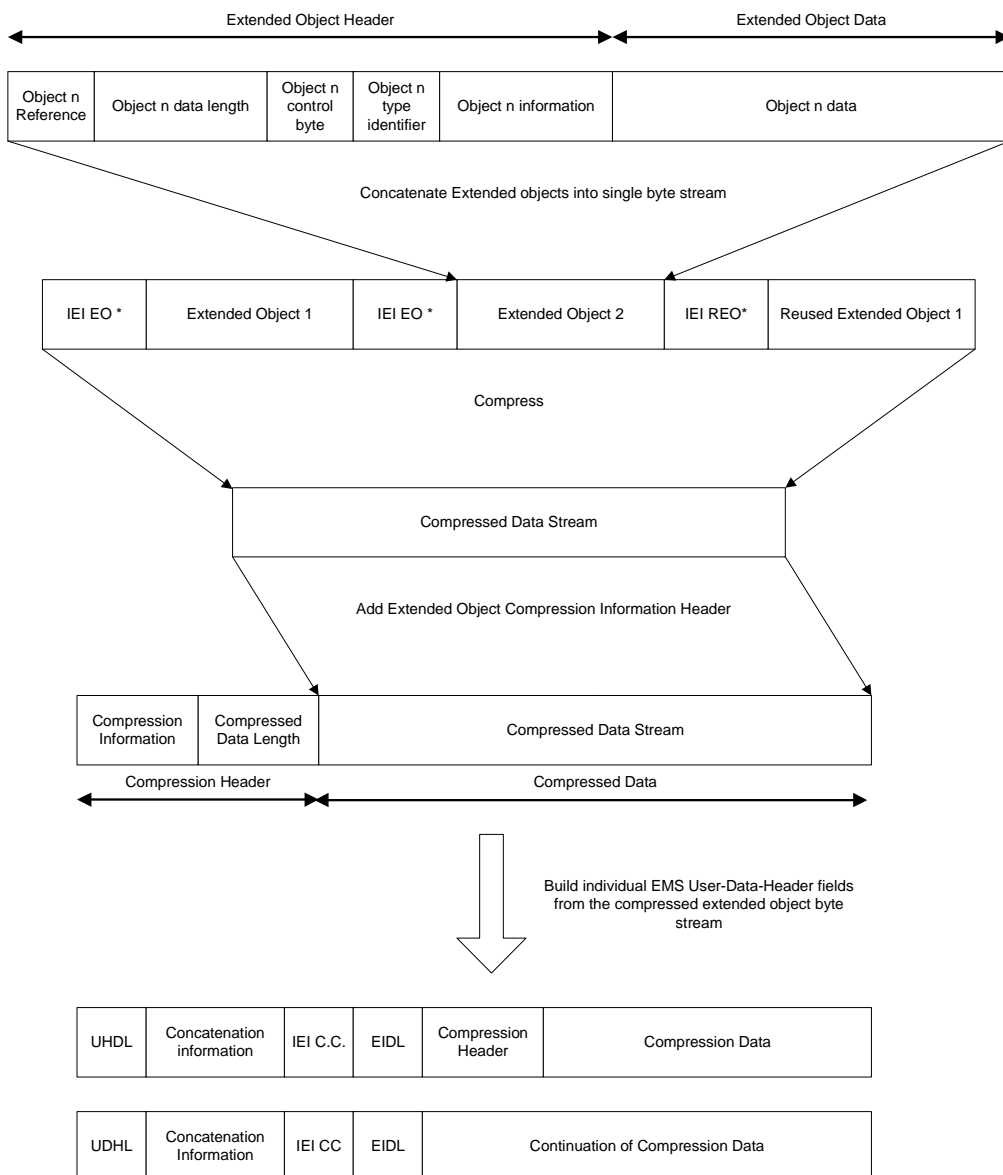 Extended Object Header
Extended Object Data
Object n
Reference
Object n data length
Object n
control
byte
Object n
type
identifier
Object n information
Object n data
Concatenate Extended objects into single byte stream
IEI EO *
Extended Object 1
IEI EO *
Extended Object 2
IEI REO*
Reused Extended Object 1
Compress
Compressed Data Stream
Add Extended Object Compression Information Header
Compression
Information
Compressed
Data Length
Compressed Data Stream
Compression Header
Compressed Data
Build individual EMS User-Data-Header fields
from the compressed extended object byte
stream
UHDL
Concatenation
information
IEI C.C.
EIDL
Compression
Header
Compression Data
UDHL
Concatenation
Information
IEI CC
EIDL
Continuation of Compression Data